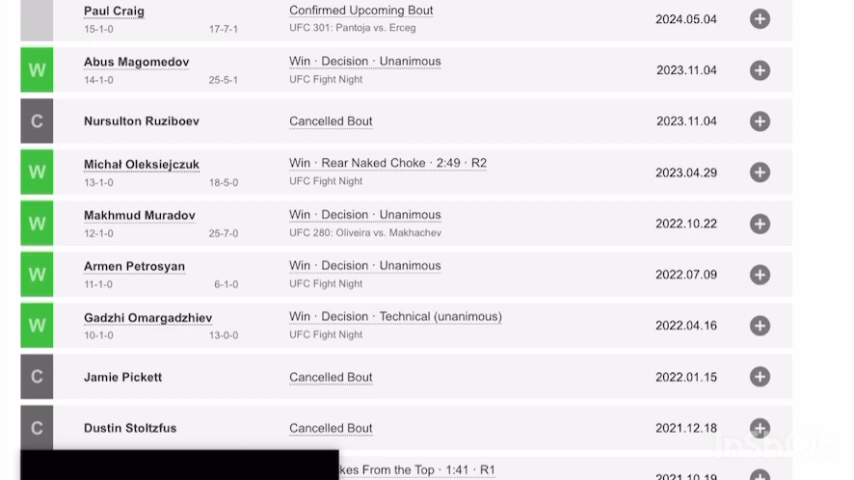 Paul Craig Confirmed Upcoming Bout
15-1-0 17-7-1 UFC 301: Pantoja vs. Erceg 2024.05.04
W Abus Magomedov Win · Decision · Unanimous 2023.11.04
14-1-0 25-5-1 UFC Fight Night
C Nursulton Ruziboev Cancelled Bout 2023.11.04
W Michał Oleksiejczuk Win · Rear Naked Choke · 2:49 · R2 2023.04.29
13-1-0 18-5-0 UFC Fight Night
W Makhmud Muradov Win · Decision · Unanimous 2022.10.22
12-1-0 25-7-0 UFC 280: Oliveira vs. Makhachev
W Armen Petrosyan Win · Decision · Unanimous 2022.07.09
11-1-0 6-1-0 UFC Fight Night
W Gadzhi Omargadzhiev Win · Decision · Technical (unanimous) 2022.04.16
10-1-0 13-0-0 UFC Fight Night
C Jamie Pickett Cancelled Bout 2022.01.15
C Dustin Stoltzfus Cancelled Bout 2021.12.18
InShOt
kes From the Top · 1:41 · R1 2021.10.19